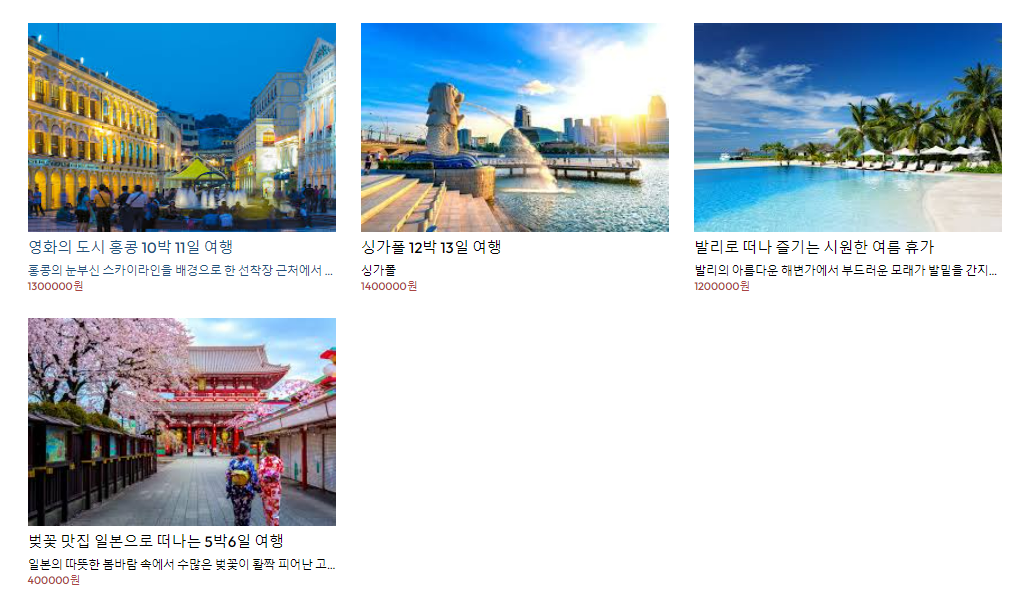 영화의 도시 홍콩 10박 11일 여행
홍콩의 눈부신 스카이라인을 배경으로 한 선착장 근처에서 ...
1300000원
싱가폴 12박 13일 여행
싱가폴
1400000원
발리로 떠나 즐기는 시원한 여름 휴가
발리의 아름다운 해변가에서 부드러운 모래가 발밑을 간지...
1200000원
벚꽃 맛집 일본으로 떠나는 5박6일 여행
일본의 따뜻한 봄바람 속에서 수많은 벚꽃이 활짝 피어난 고...
400000원